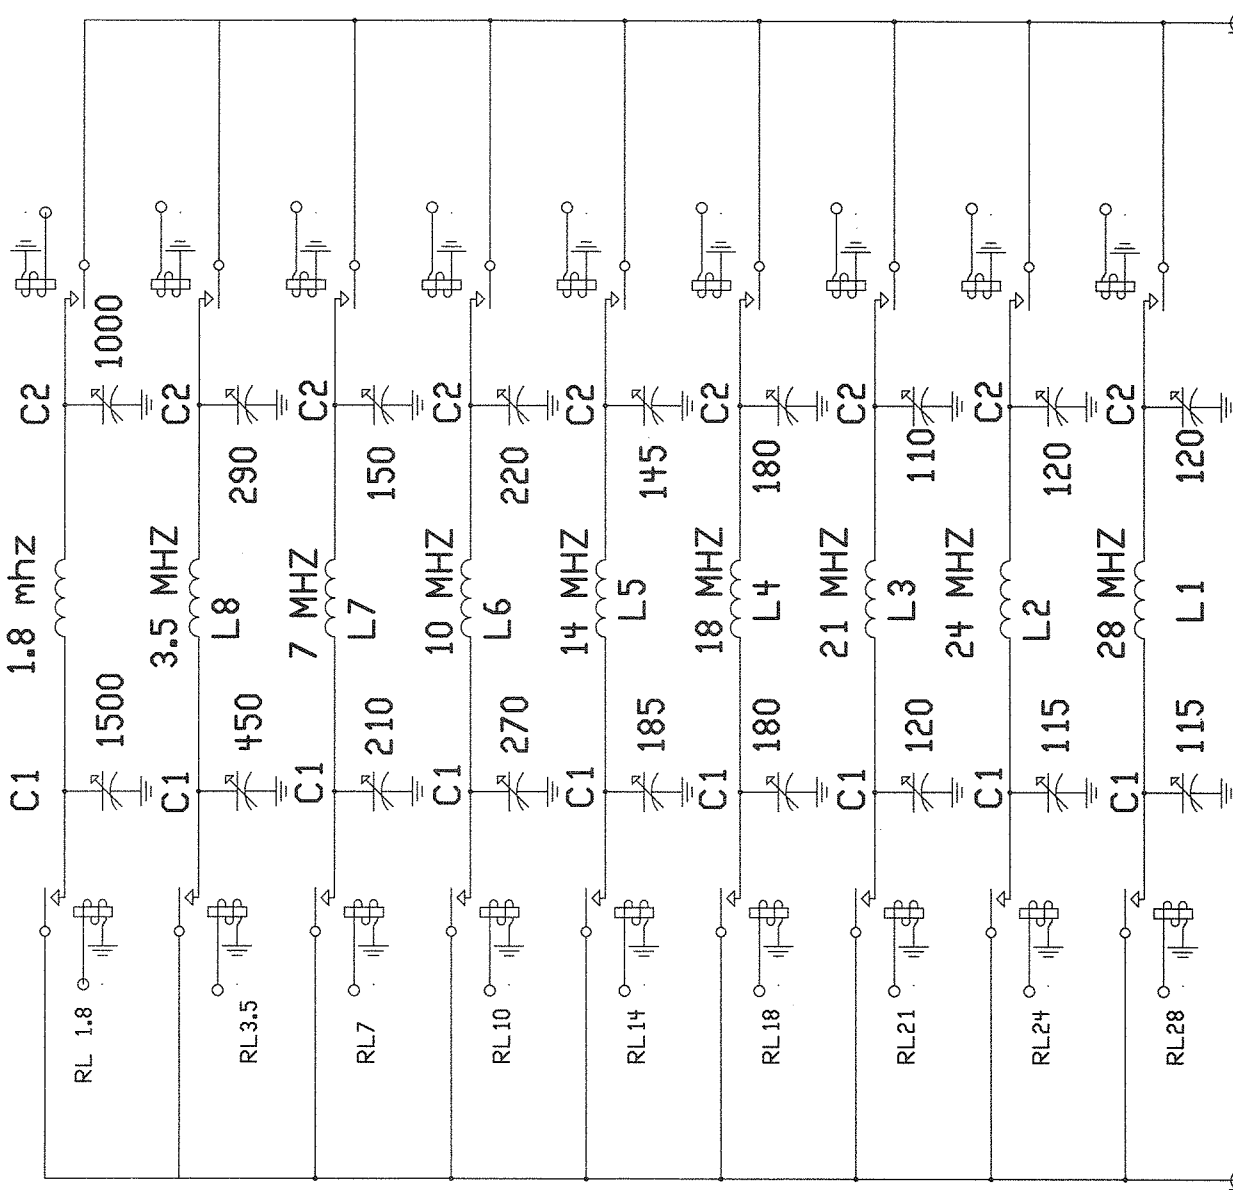 1.8 mhz
C1
1500
C2
1000
RL 1.8
3.5 MHZ
L8
C1
450
C2
290
RL3.5
7 MHZ
L7
C1
210
C2
150
RL7
10 MHZ
L6
C1
270
C2
220
RL10
14 MHZ
L5
C1
185
C2
145
RL14
18 MHZ
L4
C1
180
C2
180
RL18
21 MHZ
L3
C1
120
C2
110
RL21
24 MHZ
L2
C1
115
C2
120
RL24
28 MHZ
L1
C1
115
C2
120
RL28